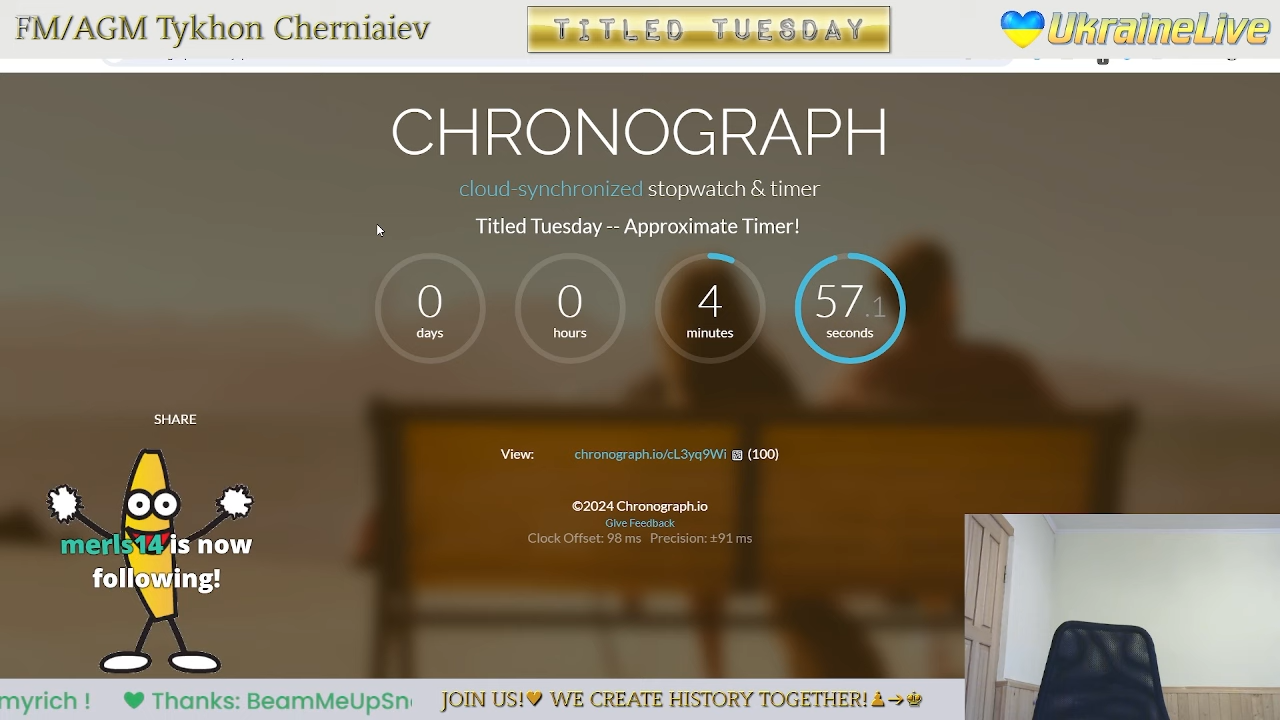 FM/AGM Tykhon Cherniaiev
TITLED TUESDAY
UkraineLive
CHRONOGRAPH
cloud-synchronized stopwatch & timer
Titled Tuesday -- Approximate Timer!
0 days
0 hours
4 minutes
57.1 seconds
SHARE
View: chronograph.io/cL3yq9Wi (100)
©2024 Chronograph.io
Give Feedback
Clock Offset: 98 ms Precision: ±91 ms
merls14 is now
following!
myrich ! Thanks: BeamMeUpSn
JOIN US! WE CREATE HISTORY TOGETHER!